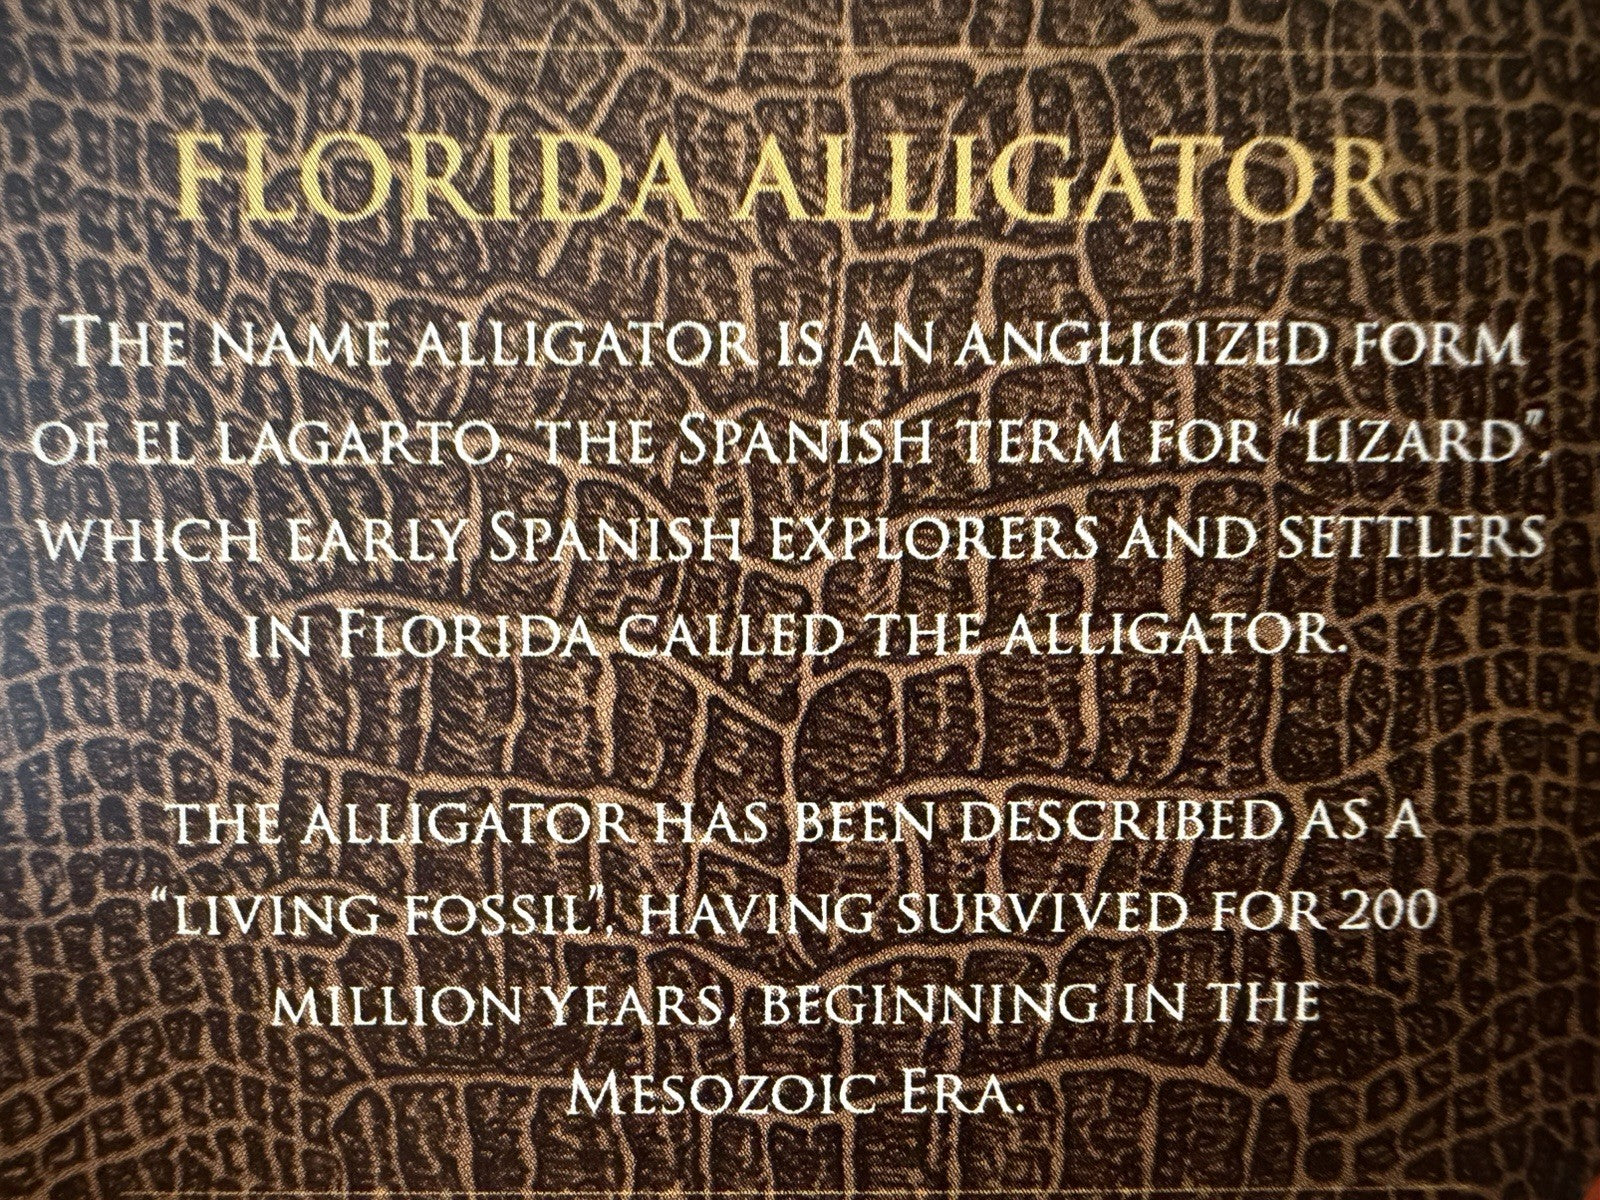 FLORIDA ALLIGATOR
THE NAME ALLIGATOR IS AN ANGLICIZED FORM
OF EL LAGARTO, THE SPANISH TERM FOR “LIZARD”,
WHICH EARLY SPANISH EXPLORERS AND SETTLERS
IN FLORIDA CALLED THE ALLIGATOR.
THE ALLIGATOR HAS BEEN DESCRIBED AS A
“LIVING FOSSIL”, HAVING SURVIVED FOR 200
MILLION YEARS, BEGINNING IN THE
MESOZOIC ERA.